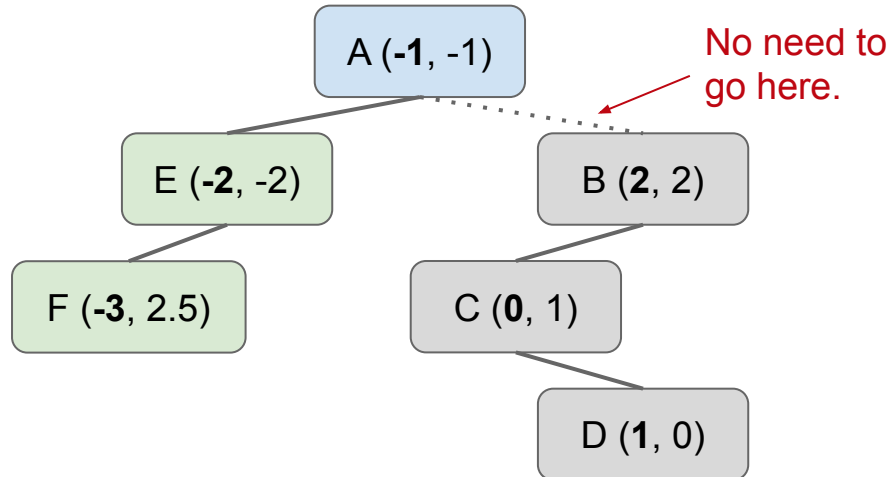 A (-1, -1)
No need to
go here.
E (-2, -2)
B (2, 2)
F (-3, 2.5)
C (0, 1)
D (1, 0)